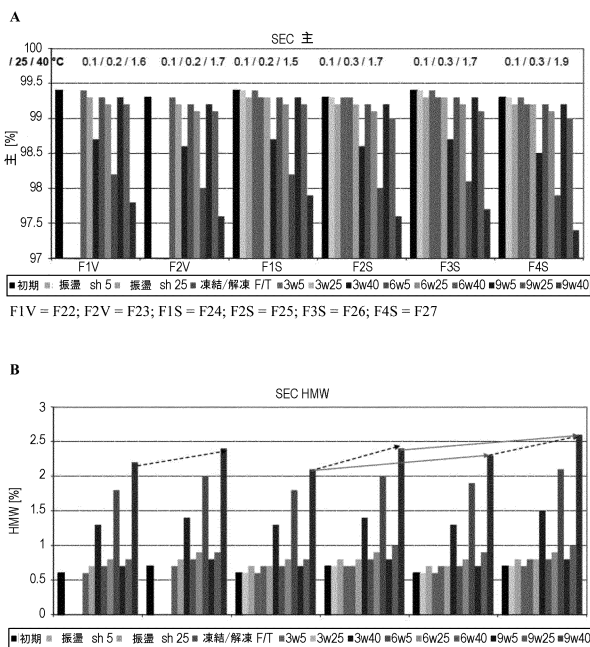 A
SEC 主
/ 25 / 40 °C 0.1 / 0.2 / 1.6 0.1 / 0.2 / 1.7 0.1 / 0.2 / 1.5 0.1 / 0.3 / 1.7 0.1 / 0.3 / 1.7 0.1 / 0.3 / 1.9
100
99.5
99
98.5
98
97.5
97
主 [%]
F1V F2V F1S F2S F3S F4S
初期 振盪 sh 5 振盪 sh 25 凍結/解凍 F/T 3w5 3w25 3w40 6w5 6w25 6w40 9w5 9w25 9w40
F1V = F22; F2V = F23; F1S = F24; F2S = F25; F3S = F26; F4S = F27
B
SEC HMW
3
2.5
2
1.5
1
0.5
0
HMW [%]
初期 振盪 sh 5 振盪 sh 25 凍結/解凍 F/T 3w5 3w25 3w40 6w5 6w25 6w40 9w5 9w25 9w40